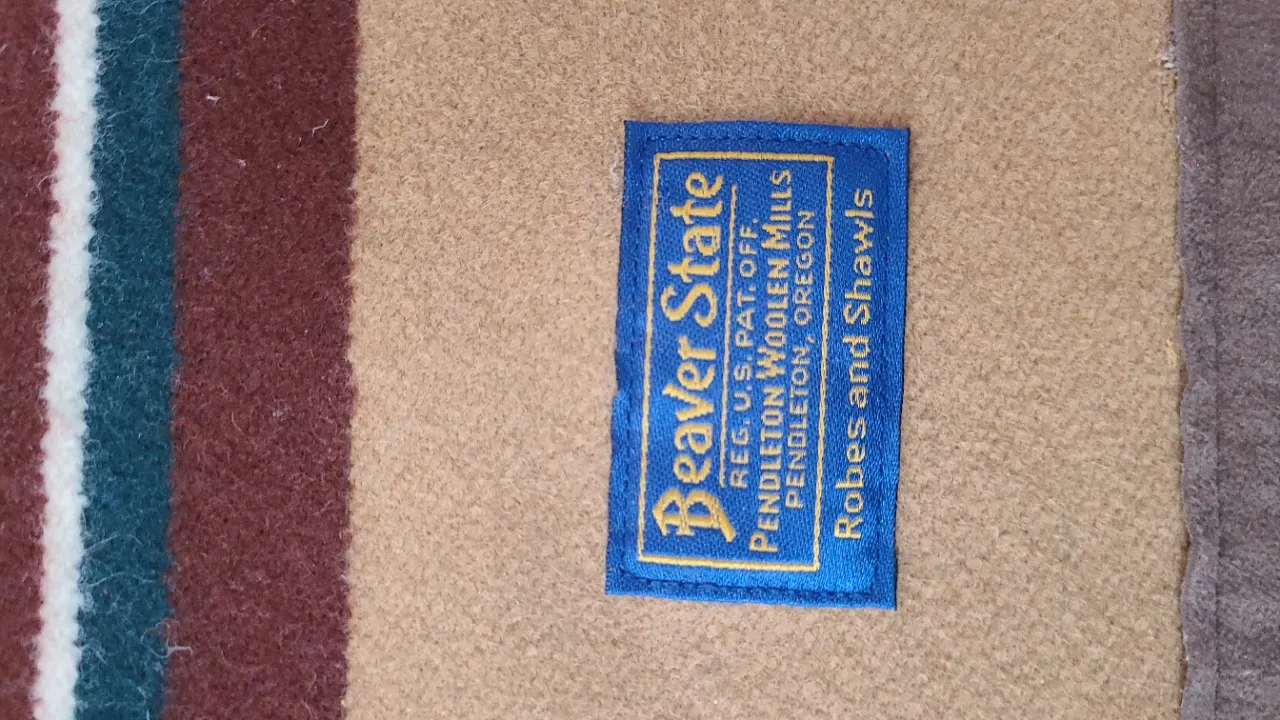 Beaver State
REG. U.S. PAT. OFF.
PENDLETON WOOLEN MILLS
PENDLETON, OREGON
Robes and Shawls